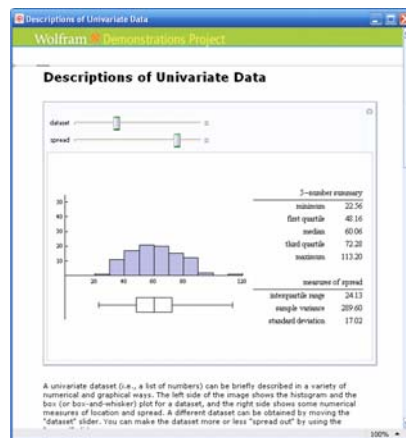 Descriptions of Univariate Data
Wolfram Demonstrations Project
Descriptions of Univariate Data
dataset
spread
50
40
30
20
10
20 40 60 80 100 120
5-number summary
minimum 22.56
first quartile 48.16
median 60.06
third quartile 72.28
maximum 113.20
measures of spread
interquartile range 24.13
sample variance 289.60
standard deviation 17.02
A univariate dataset (i.e., a list of numbers) can be briefly described in a variety of
numerical and graphical ways. The left side of the image shows the histogram and the
box (or box-and-whisker) plot for a dataset, and the right side shows some numerical
measures of location and spread. A different dataset can be obtained by moving the
"dataset" slider. You can make the dataset more or less "spread out" by using the
100%